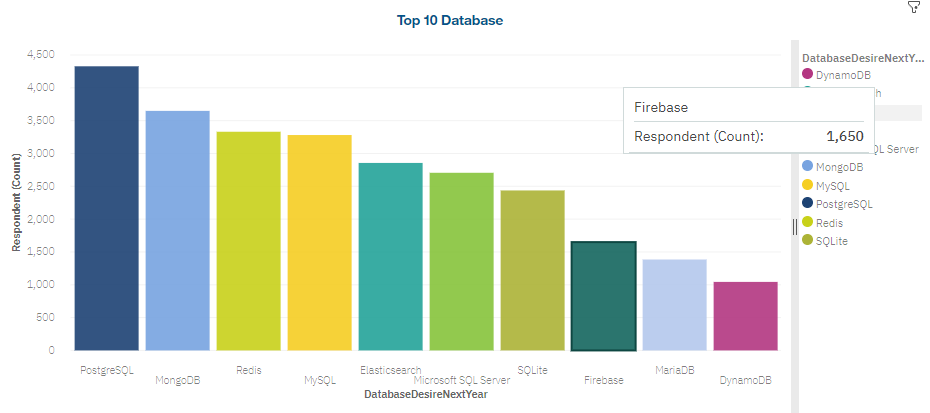 Top 10 Database
Respondent (Count)
4,500
4,000
3,500
3,000
2,500
2,000
1,500
1,000
500
0
PostgreSQL
MongoDB
Redis
MySQL
Elasticsearch
Microsoft SQL Server
SQLite
Firebase
MariaDB
DynamoDB
DatabaseDesireNextYear
Firebase
Respondent (Count): 1,650
DatabaseDesireNextY...
DynamoDB
h
QL Server
MongoDB
MySQL
PostgreSQL
Redis
SQLite